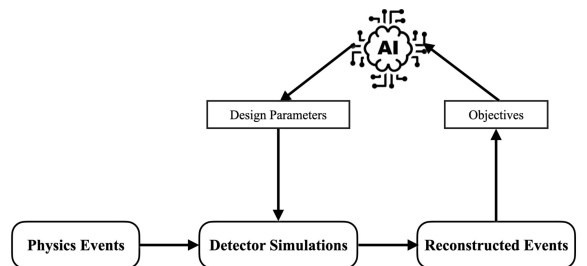 AI
Design Parameters
Objectives
Physics Events
Detector Simulations
Reconstructed Events